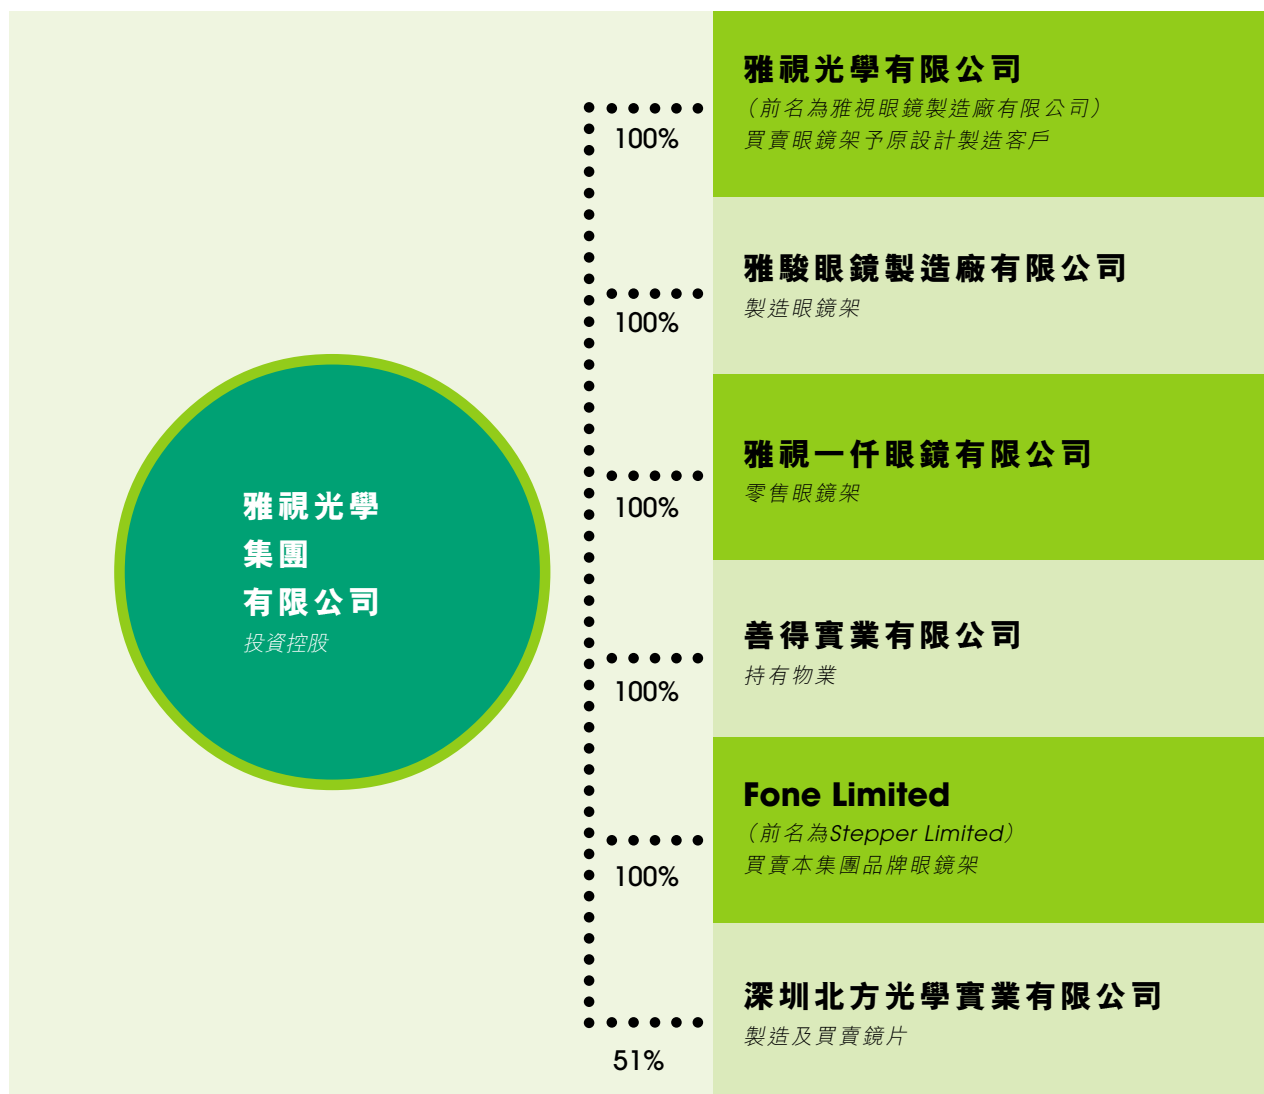 雅視光學
集團
有限公司
投資控股
100%
雅視光學有限公司
（前名為雅視眼鏡製造廠有限公司）
買賣眼鏡架予原設計製造客戶
100%
雅駿眼鏡製造廠有限公司
製造眼鏡架
100%
雅視一仟眼鏡有限公司
零售眼鏡架
100%
善得實業有限公司
持有物業
100%
Fone Limited
（前名為Stepper Limited）
買賣本集團品牌眼鏡架
51%
深圳北方光學實業有限公司
製造及買賣鏡片